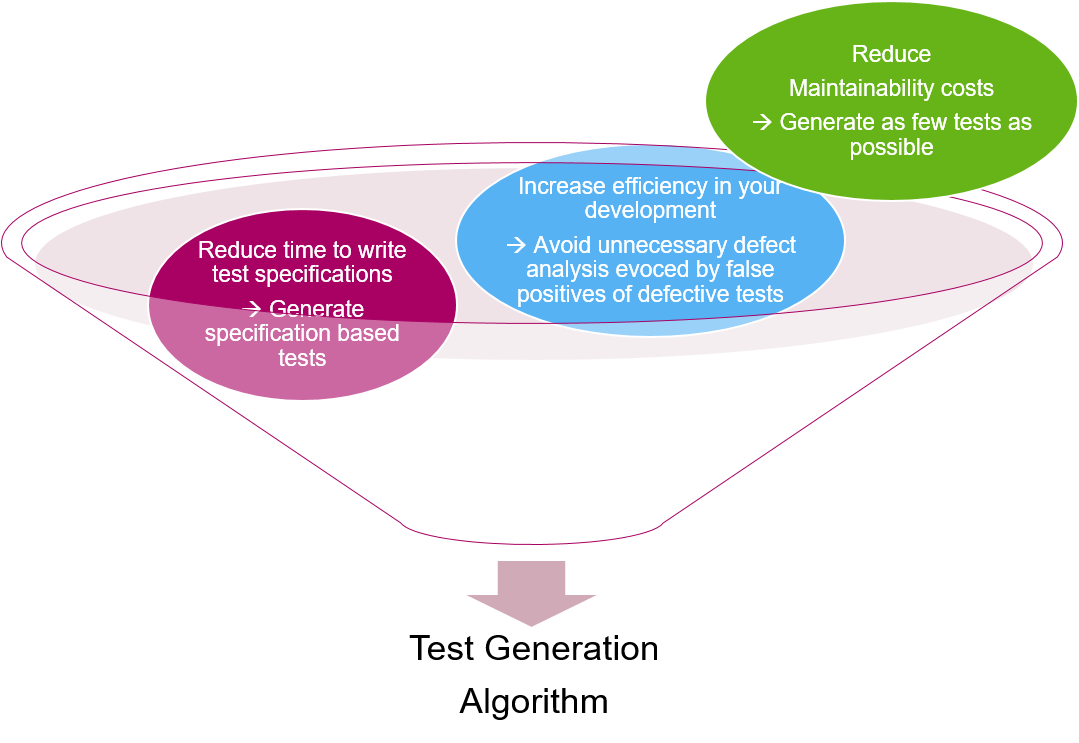 Reduce
Maintainability costs
→ Generate as few tests as
possible
Increase efficiency in your
development
→ Avoid unnecessary defect
analysis evoced by false
positives of defective tests
Reduce time to write
test specifications
→ Generate
specification based
tests
Test Generation
Algorithm